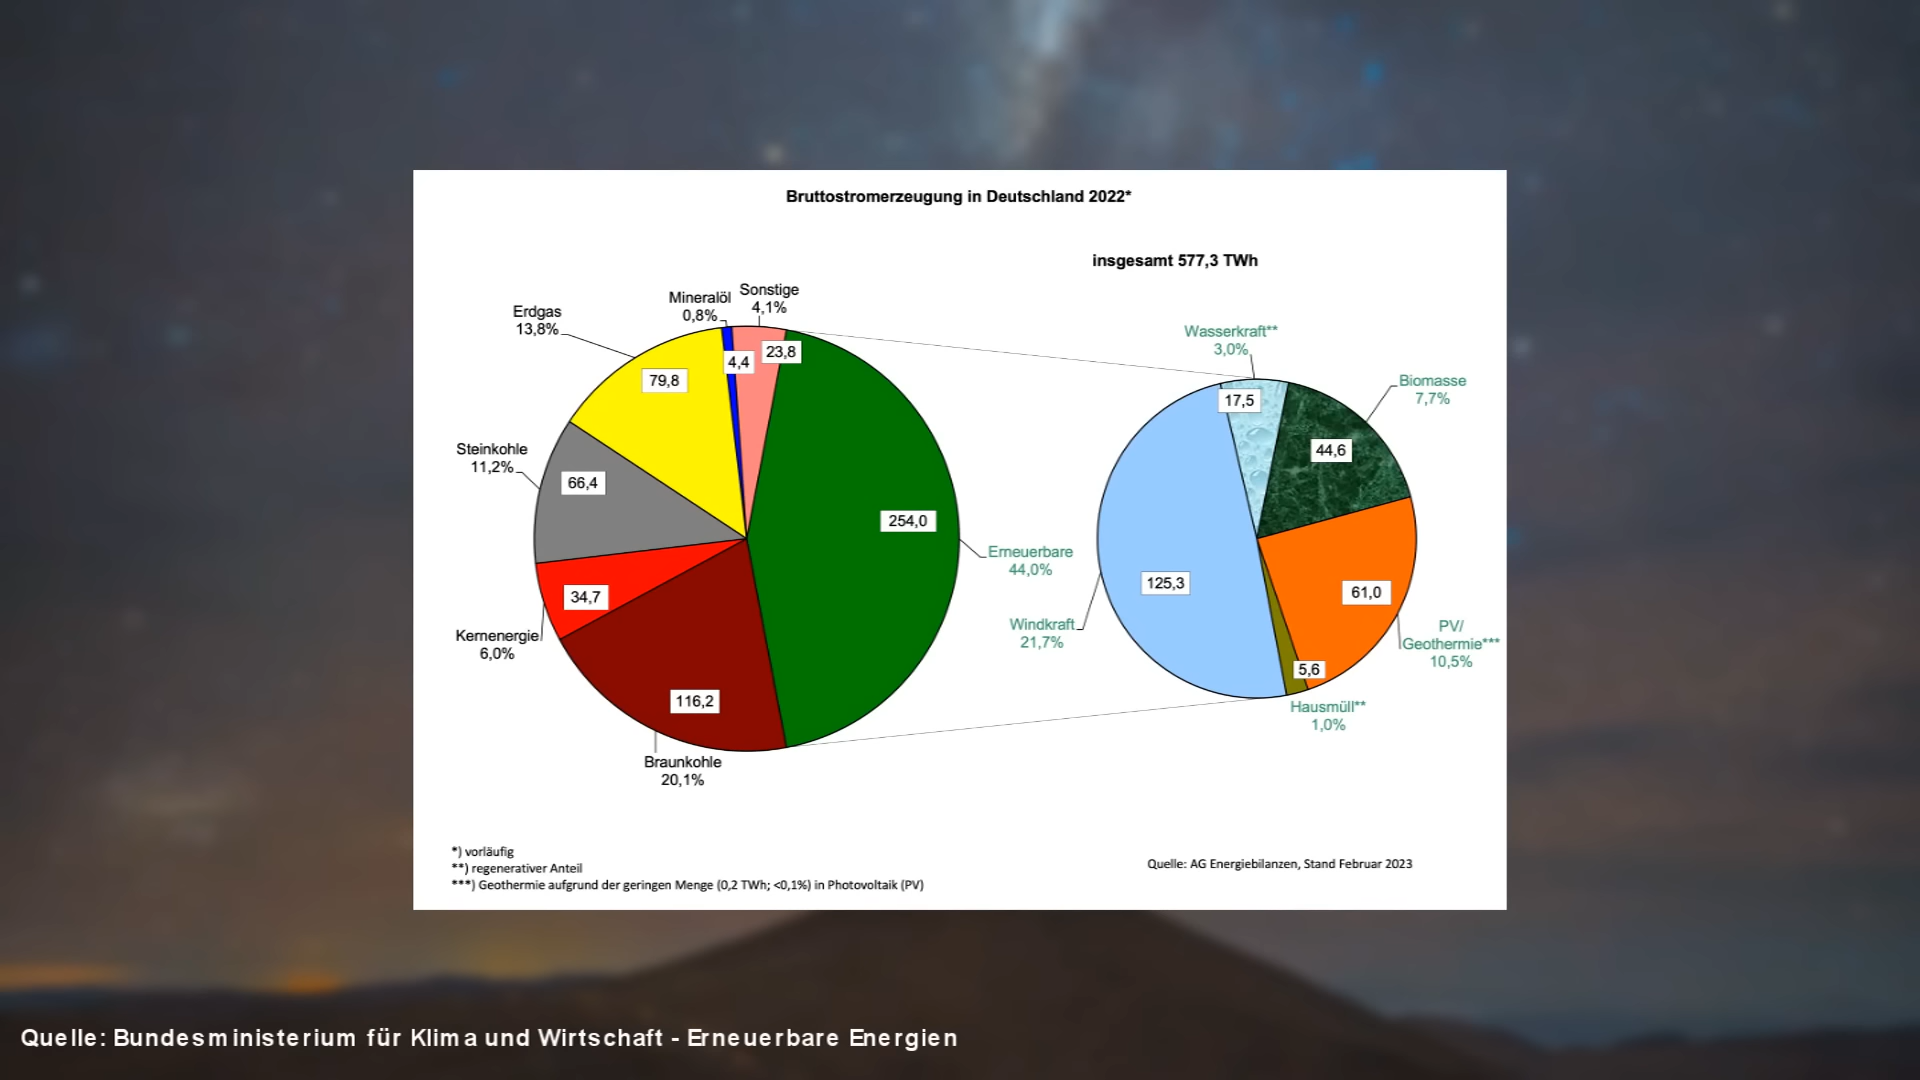 Bruttostromerzeugung in Deutschland 2022*
insgesamt 577,3 TWh
Sonstige
4,1%
Mineralöl
0,8%
Erdgas
13,8%
Steinkohle
11,2%
Kernenergie
6,0%
Braunkohle
20,1%
Erneuerbare
44,0%
23,8
4,4
79,8
66,4
34,7
116,2
254,0
Wasserkraft**
3,0%
Biomasse
7,7%
PV/
Geothermie***
10,5%
Hausmüll**
1,0%
Windkraft
21,7%
17,5
44,6
61,0
5,6
125,3
*) vorläufig
**) regenerativer Anteil
***) Geothermie aufgrund der geringen Menge (0,2 TWh; <0,1%) in Photovoltaik (PV)
Quelle: AG Energiebilanzen, Stand Februar 2023
Quelle: Bundesministerium für Klima und Wirtschaft - Erneuerbare Energien